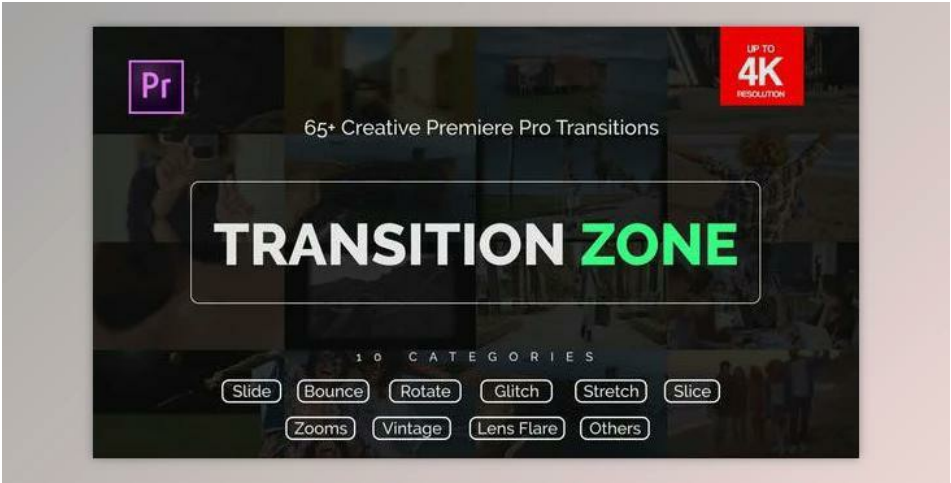 Pr
UP TO
4K
RESOLUTION
65+ Creative Premiere Pro Transitions
TRANSITION ZONE
10 CATEGORIES
Slide Bounce Rotate Glitch Stretch Slice
Zooms Vintage Lens Flare Others